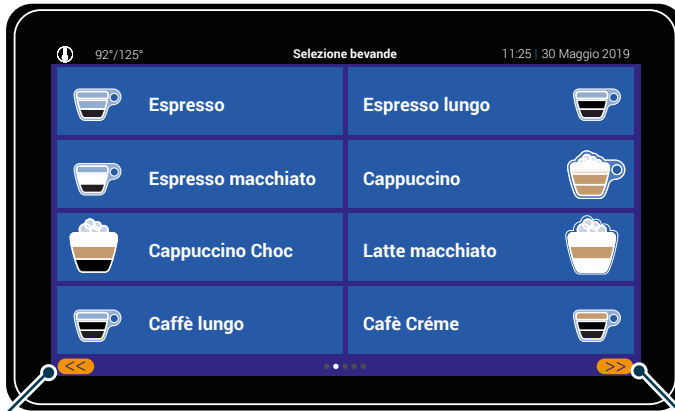 92°/125° Selezione bevande 11:25 | 30 Maggio 2019
Espresso Espresso lungo
Espresso macchiato Cappuccino
Cappuccino Choc Latte macchiato
Caffè lungo Cafè Créme
<< >>